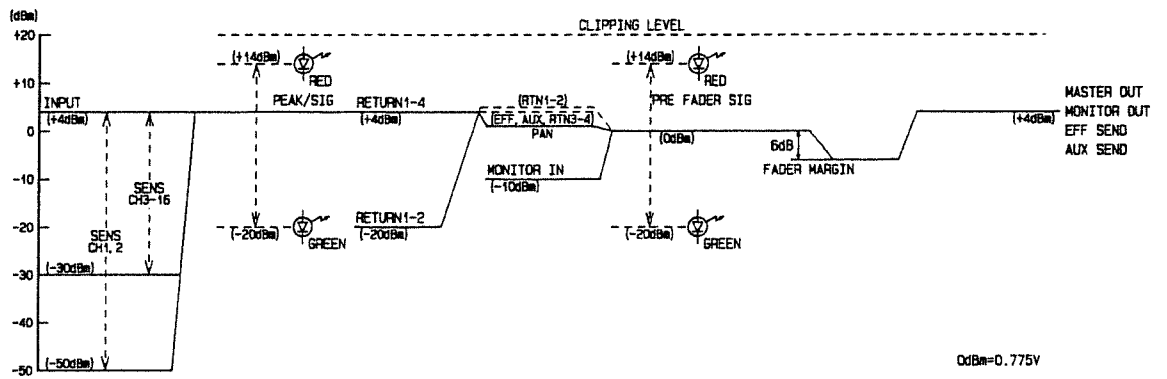 (dBm)
+20
+10
0
-10
-20
-30
-40
-50
CLIPPING LEVEL
INPUT
(+4dBm)
SENS
CH3-16
SENS
CH1, 2
(-30dBm)
(-50dBm)
(+14dBm)
RED
PEAK/SIG
(-20dBm)
GREEN
RETURN1-4
(+4dBm)
RETURN1-2
(-20dBm)
(RTN1-2)
(EFF, AUX, RTN3-4)
PAN
MONITOR IN
(-10dBm)
(+14dBm)
RED
PRE FADER SIG
(0dBm)
(-20dBm)
GREEN
6dB
FADER MARGIN
(+4dBm)
MASTER OUT
MONITOR OUT
EFF SEND
AUX SEND
0dBm=0.775V